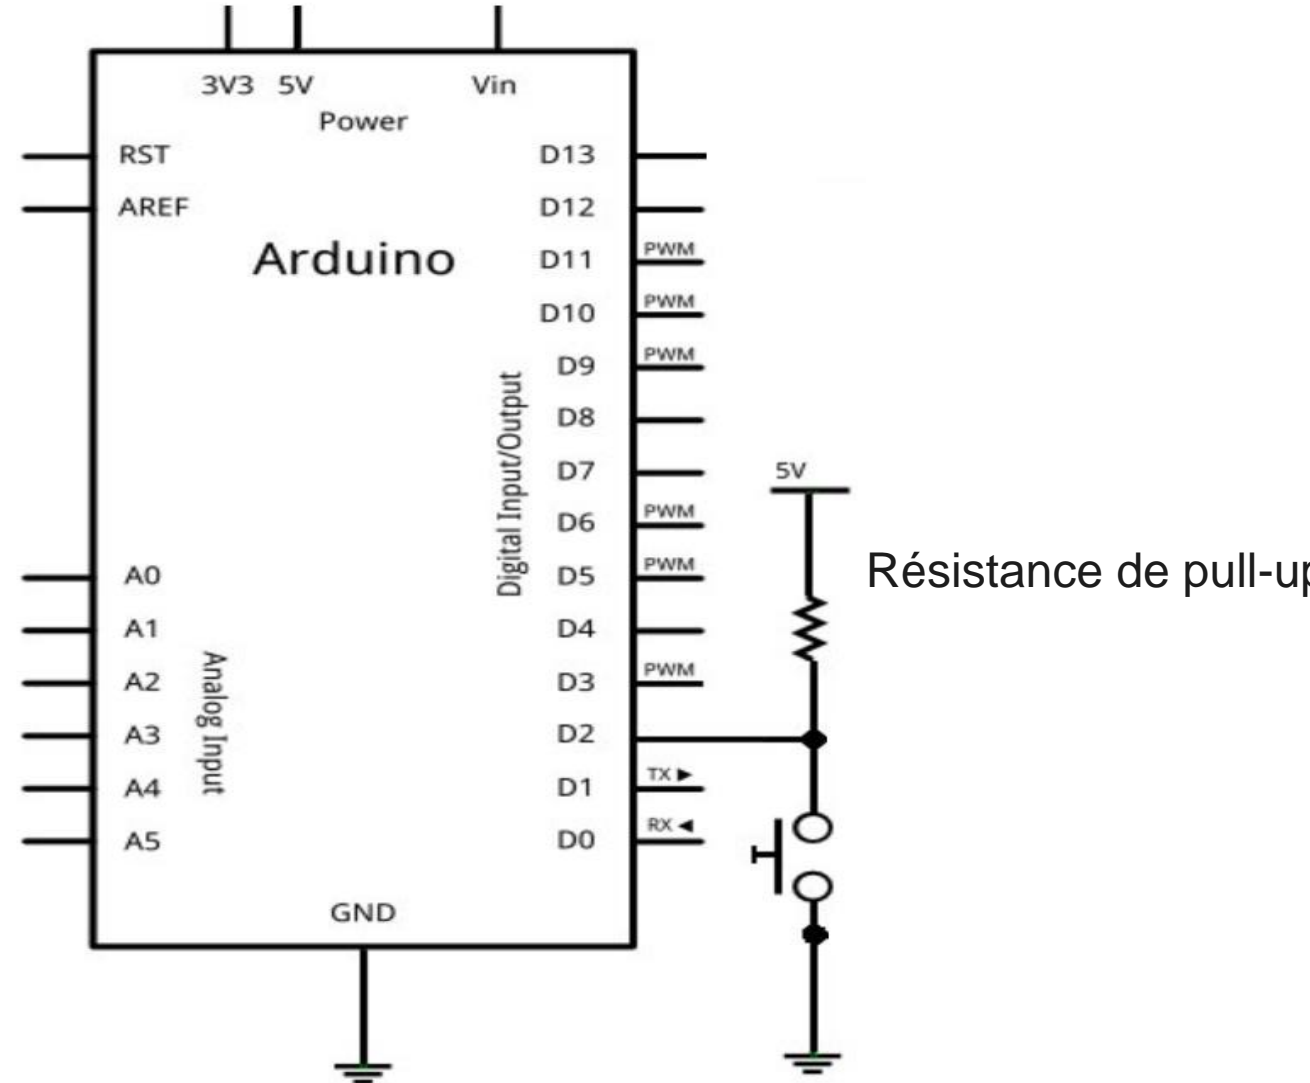 3V3 5V Vin
Power
RST D13
AREF D12
Arduino
PWM
D11
PWM
D10
PWM
D9
Digital Input/Output
D8
5V
D7
PWM
D6
PWM
A0 D5
Résistance de pull-up
A1 D4
Analog Input
PWM
A2 D3
A3 D2
TX ►
A4 D1
RX ◄
A5 D0
GND